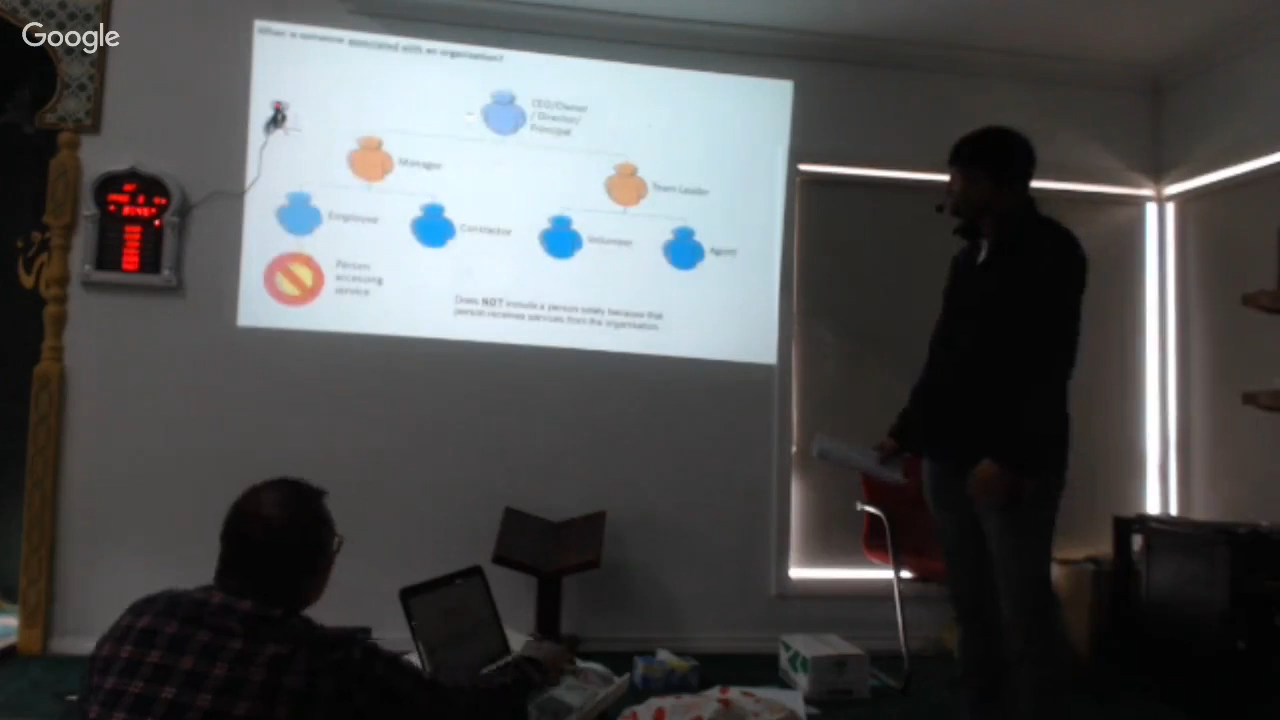 Google
When is someone associated with an organisation?
CEO/Owner
/ Director/
Principal
Manager
Team Leader
Employee
Contractor
Volunteer
Agent
Person
accessing
service
Does NOT include a person solely because that
person receives services from the organisation.